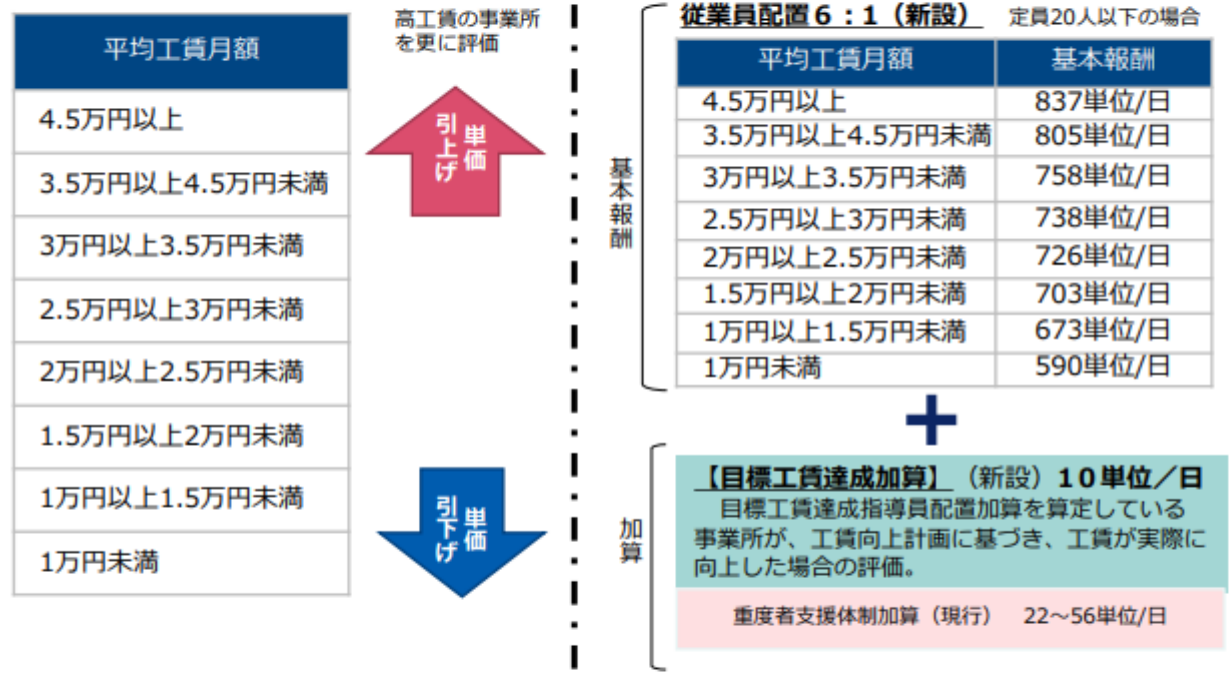 平均工賃月額
4.5万円以上
3.5万円以上4.5万円未満
3万円以上3.5万円未満
2.5万円以上3万円未満
2万円以上2.5万円未満
1.5万円以上2万円未満
1万円以上1.5万円未満
1万円未満
高工賃の事業所
を更に評価
単価
引上げ
単価
引下げ
従業員配置6:1(新設) 定員20人以下の場合
基本報酬
平均工賃月額 基本報酬
4.5万円以上 837単位/日
3.5万円以上4.5万円未満 805単位/日
3万円以上3.5万円未満 758単位/日
2.5万円以上3万円未満 738単位/日
2万円以上2.5万円未満 726単位/日
1.5万円以上2万円未満 703単位/日
1万円以上1.5万円未満 673単位/日
1万円未満 590単位/日
+
加算
【目標工賃達成加算】(新設)10単位/日
目標工賃達成指導員配置加算を算定している
事業所が、工賃向上計画に基づき、工賃が実際に
向上した場合の評価。
重度者支援体制加算(現行) 22~56単位/日